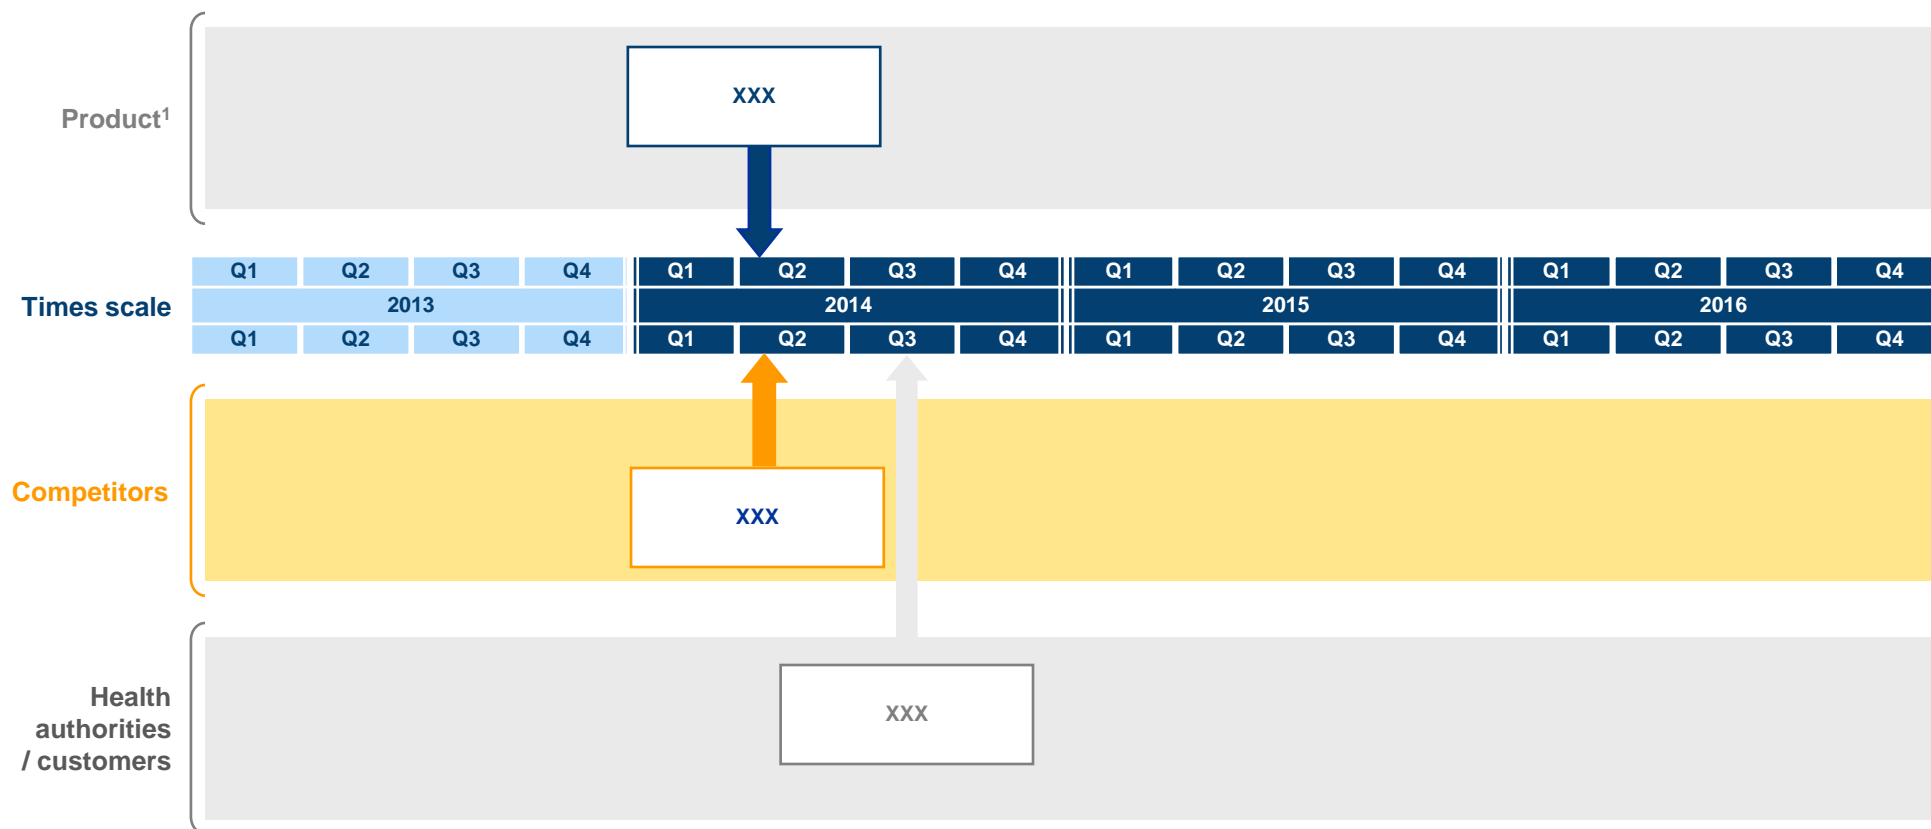 XXX
Product¹
Q1 Q2 Q3 Q4 Q1 Q2 Q3 Q4 Q1 Q2 Q3 Q4 Q1 Q2 Q3 Q4
Times scale
2013 2014 2015 2016
Q1 Q2 Q3 Q4 Q1 Q2 Q3 Q4 Q1 Q2 Q3 Q4 Q1 Q2 Q3 Q4
Competitors
XXX
Health
authorities
/ customers
XXX